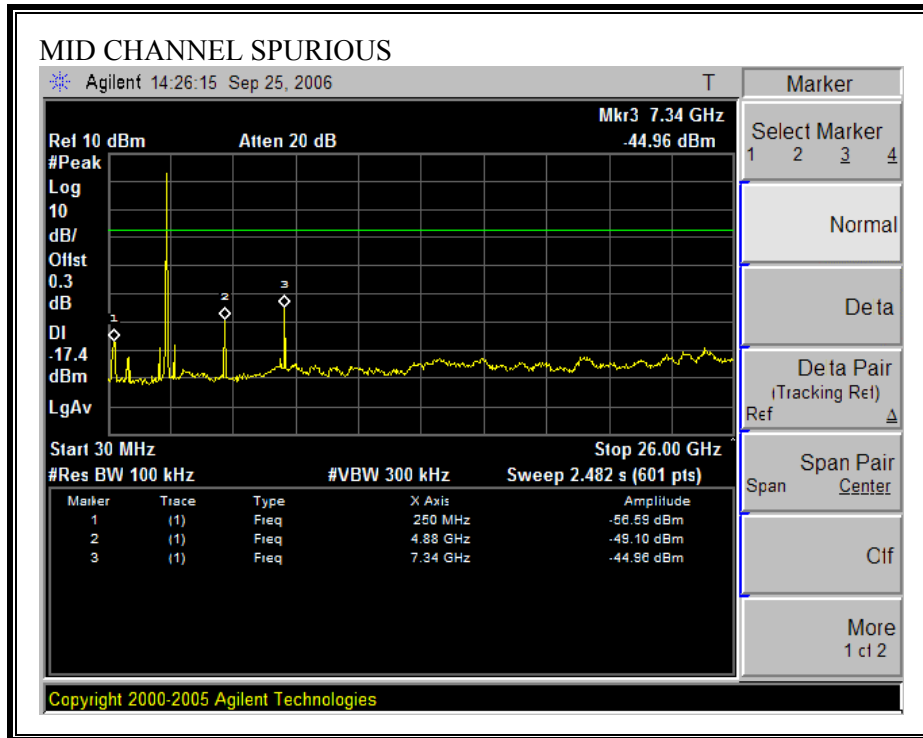 MID CHANNEL SPURIOUS
Agilent 14:26:15 Sep 25, 2006 T
Mkr3 7.34 GHz
Ref 10 dBm Atten 20 dB -44.96 dBm
#Peak
Log
10
dB/
Offst
0.3
dB
DI
-17.4
dBm
LgAv
1
2
3
Start 30 MHz Stop 26.00 GHz
#Res BW 100 kHz #VBW 300 kHz Sweep 2.482 s (601 pts)
Marker Trace Type X Axis Amplitude
1 (1) Freq 250 MHz -56.69 dBm
2 (1) Freq 4.88 GHz -49.10 dBm
3 (1) Freq 7.34 GHz -44.96 dBm
Copyright 2000-2005 Agilent Technologies
Marker
Select Marker
1 2 3 4
Normal
Delta
Delta Pair
(Tracking Ref)
Ref Δ
Span Pair
Span Center
Off
More
1 of 2